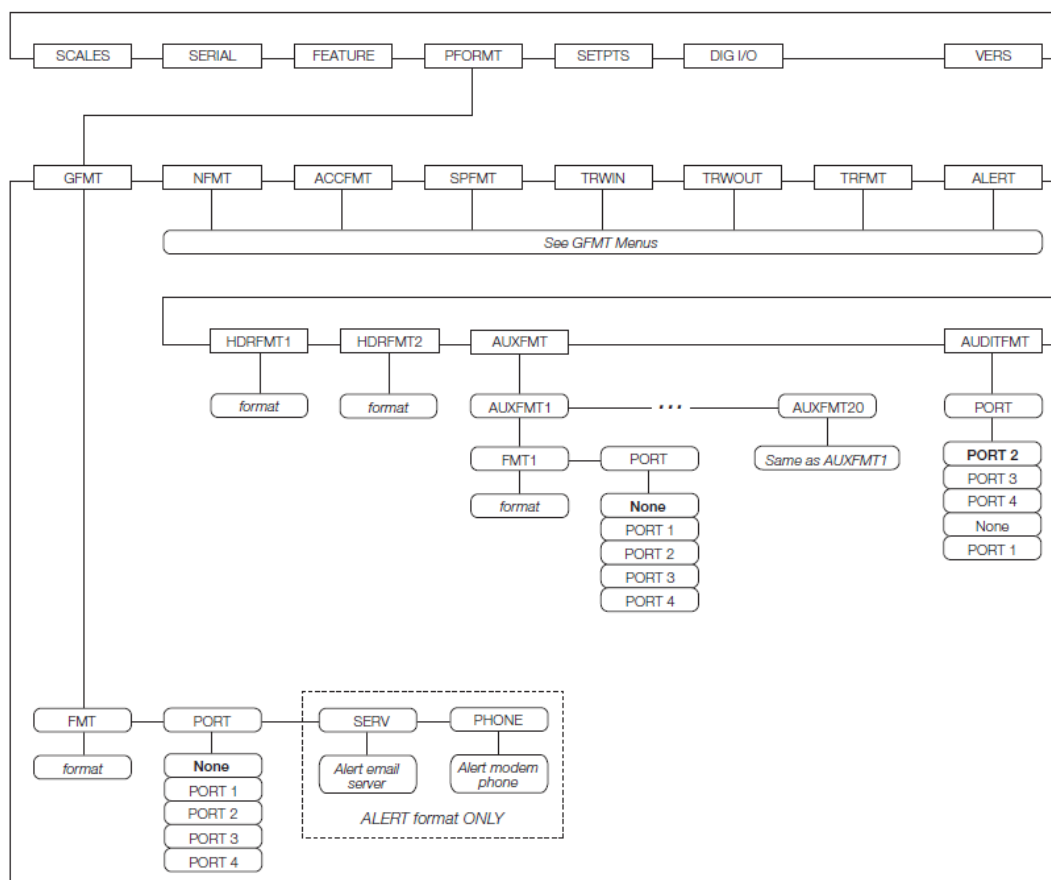 SCALES SERIAL FEATURE PFORMT SETPTS DIG I/O VERS
GFMT NFMT ACCFMT SPFMT TRWIN TRWOUT TRFMT ALERT
See GFMT Menus
HDRFMT1 HDRFMT2 AUXFMT AUDITFMT
format format AUXFMT1 ... AUXFMT20 PORT
FMT1 PORT Same as AUXFMT1 PORT 2
PORT 3
format None PORT 4
PORT 1 None
PORT 2 PORT 1
PORT 3
PORT 4
FMT PORT SERV PHONE
format None Alert email Alert modem
server phone
PORT 1
PORT 2 ALERT format ONLY
PORT 3
PORT 4